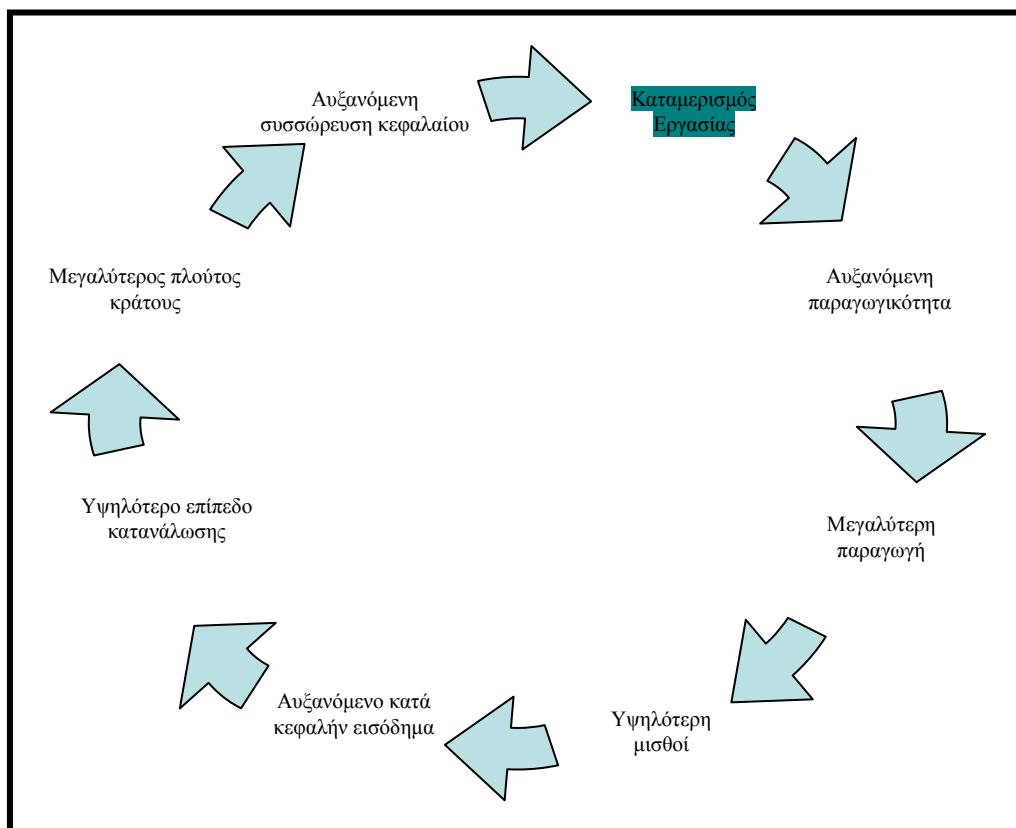 Αυξανόμενη
συσσώρευση κεφαλαίου
Καταμερισμός
Εργασίας
Αυξανόμενη
παραγωγικότητα
Μεγαλύτερη
παραγωγή
Υψηλότερη
μισθοί
Αυξανόμενο κατά
κεφαλήν εισόδημα
Υψηλότερο επίπεδο
κατανάλωσης
Μεγαλύτερος πλούτος
κράτους